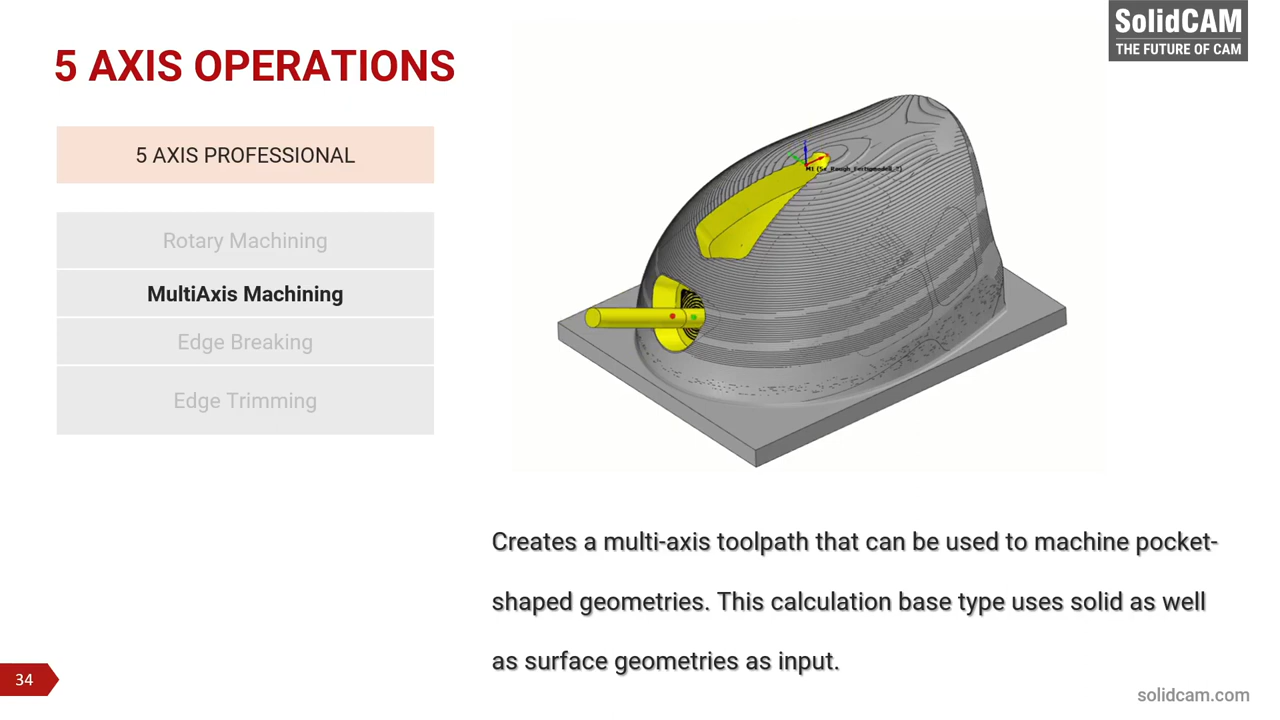 SolidCAM
THE FUTURE OF CAM
5 AXIS OPERATIONS
5 AXIS PROFESSIONAL
Rotary Machining
MultiAxis Machining
Edge Breaking
Edge Trimming
Creates a multi-axis toolpath that can be used to machine pocket-
shaped geometries. This calculation base type uses solid as well
as surface geometries as input.
34
solidcam.com